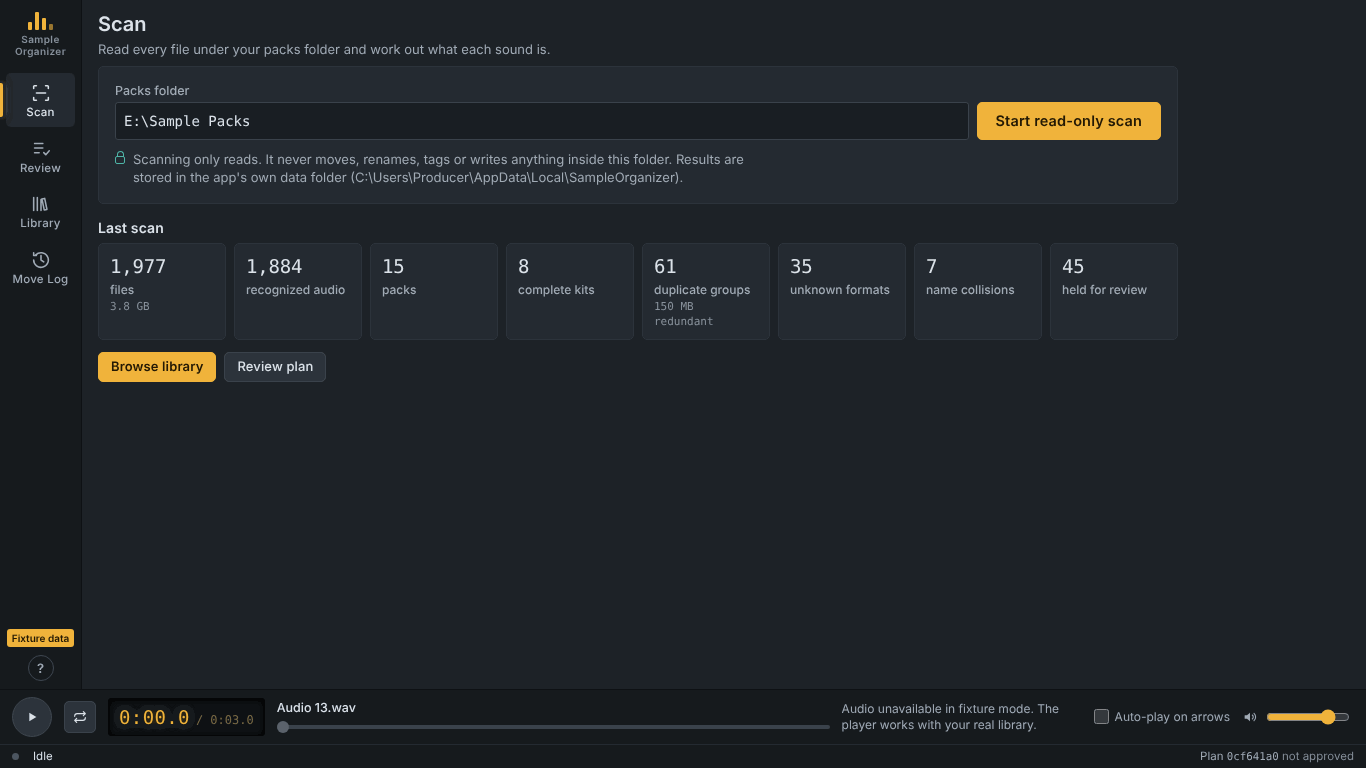 Sample
Organizer
Scan
Review
Library
Move Log
Fixture data
?
Scan
Read every file under your packs folder and work out what each sound is.
Packs folder
E:\Sample Packs
Start read-only scan
Scanning only reads. It never moves, renames, tags or writes anything inside this folder. Results are
stored in the app's own data folder (C:\Users\Producer\AppData\Local\SampleOrganizer).
Last scan
1,977
files
3.8 GB
1,884
recognized audio
15
packs
8
complete kits
61
duplicate groups
150 MB
redundant
35
unknown formats
7
name collisions
45
held for review
Browse library
Review plan
0:00.0 / 0:03.0
Audio 13.wav
Audio unavailable in fixture mode. The
player works with your real library.
Auto-play on arrows
Idle
Plan 0cf641a0 not approved